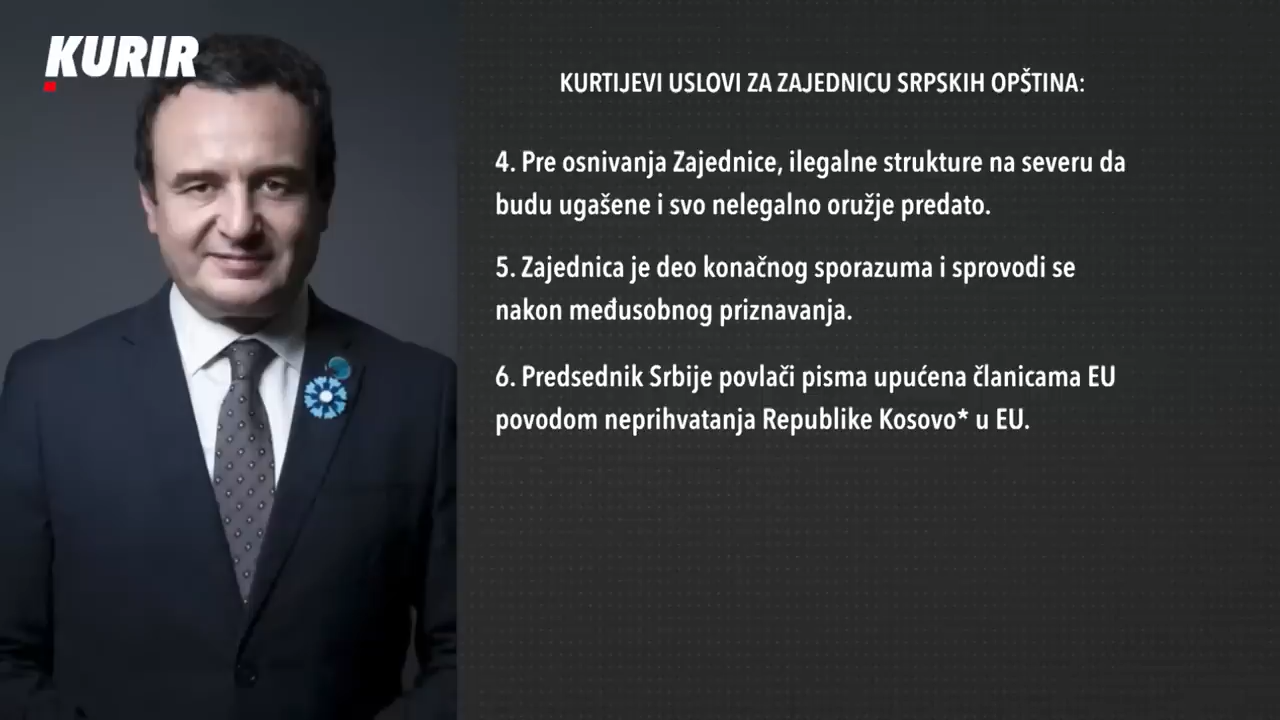 KURIR
KURTIJEVI USLOVI ZA ZAJEDNICU SRPSKIH OPŠTINA:
4. Pre osnivanja Zajednice, ilegalne strukture na severu da
budu ugašene i svo nelegalno oružje predato.
5. Zajednica je deo konačnog sporazuma i sprovodi se
nakon međusobnog priznavanja.
6. Predsednik Srbije povlači pisma upućena članicama EU
povodom neprihvatanja Republike Kosovo* u EU.